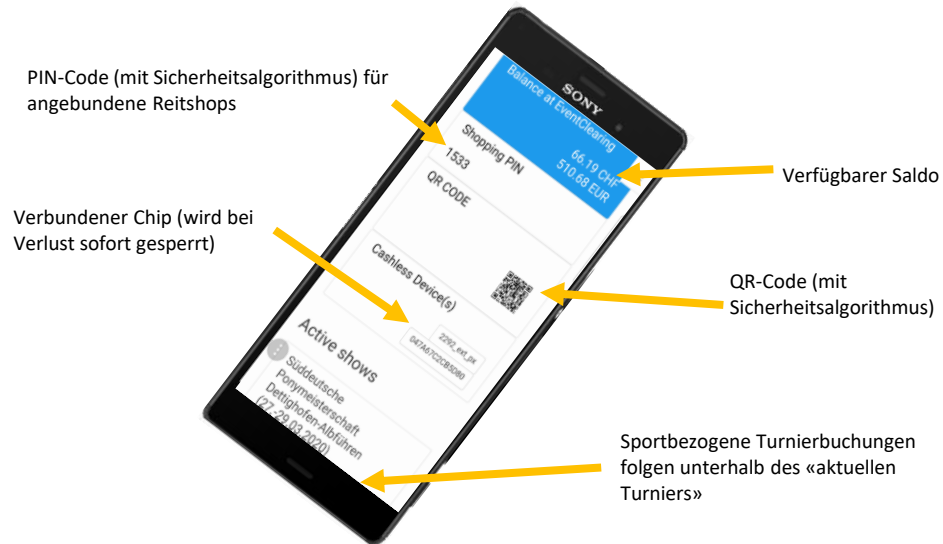 PIN-Code (mit Sicherheitsalgorithmus) für
angebundene Reitshops
Verbundener Chip (wird bei
Verlust sofort gesperrt)
SONY
Balance at EventClearing
66.19 CHF
510.68 EUR
Shopping PIN
1533
QR CODE
Cashless Device(s)
2292_ext_px
047A67C2CB5D80
Active shows
Süddeutsche
Ponymeisterschaft
Dettighofen-Albführen
(27.-29.03.2020)
Verfügbarer Saldo
QR-Code (mit
Sicherheitsalgorithmus)
Sportbezogene Turnierbuchungen
folgen unterhalb des «aktuellen
Turniers»